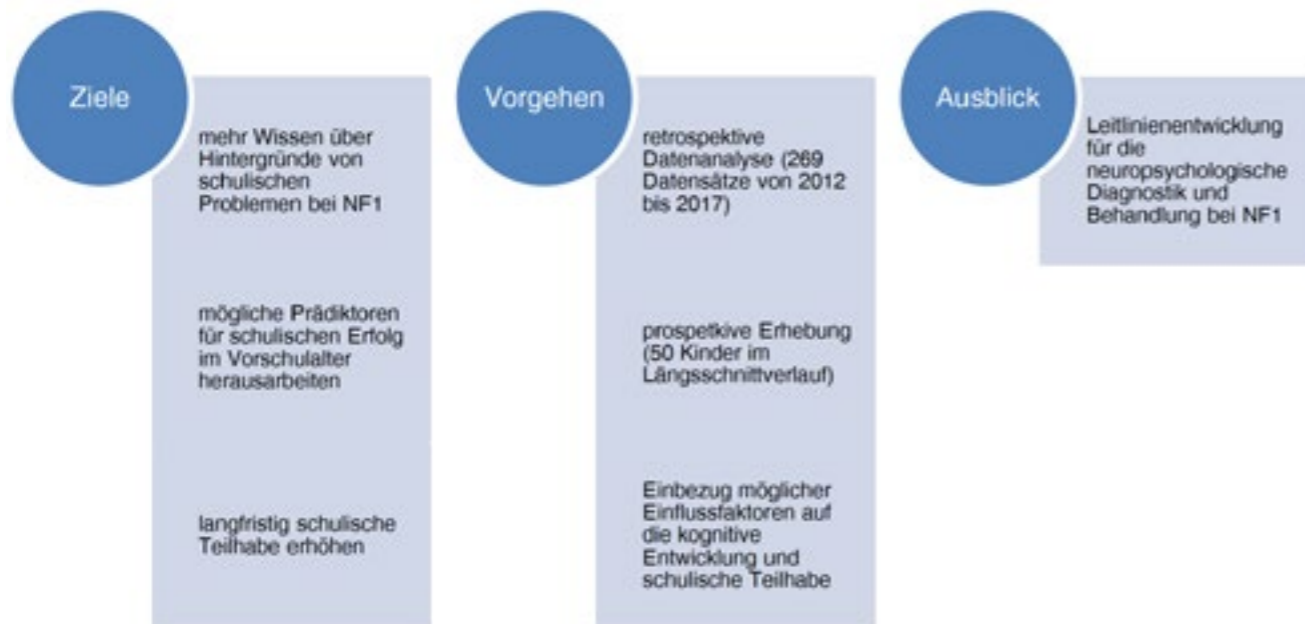 Ziele
mehr Wissen über
Hintergründe von
schulischen
Problemen bei NF1
mögliche Prädiktoren
für schulischen Erfolg
im Vorschulalter
herausarbeiten
langfristig schulische
Teilhabe erhöhen
Vorgehen
retrospektive
Datenanalyse (269
Datensätze von 2012
bis 2017)
prospetkive Erhebung
(50 Kinder im
Längsschnittverlauf)
Einbezug möglicher
Einflussfaktoren auf
die kognitive
Entwicklung und
schulische Teilhabe
Ausblick
Leitlinienentwicklung
für die
neuropsychologische
Diagnostik und
Behandlung bei NF1